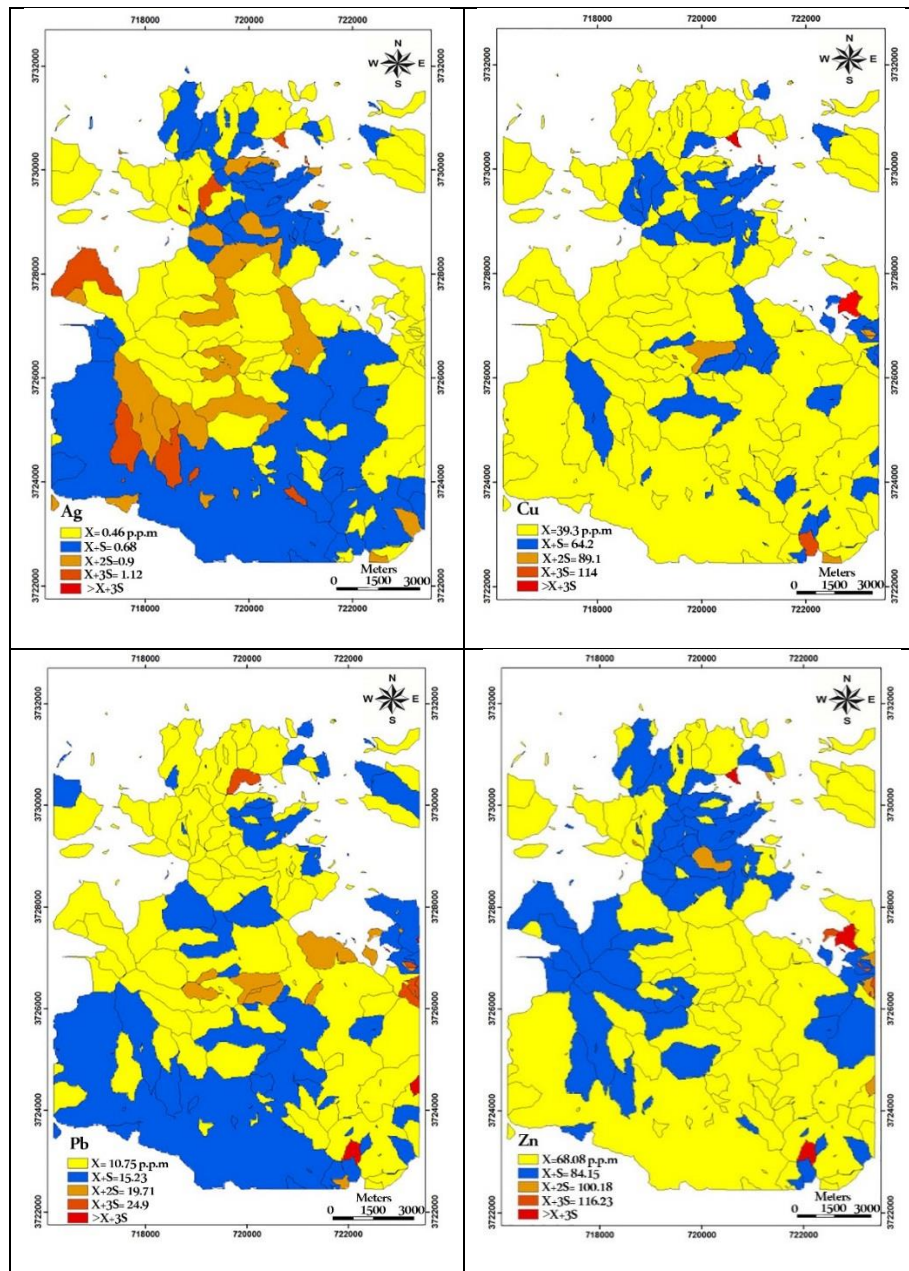 718000 720000 722000
N
W E
S
3732000
3730000
3728000
3726000
3724000
3722000
Ag
X= 0.46 p.p.m
X+S= 0.68
X+2S=0.9
X+3S= 1.12
>X+3S
Meters
0 1500 3000
718000 720000 722000
718000 720000 722000
N
W E
S
3732000
3730000
3728000
3726000
3724000
3722000
Cu
X=39.3 p.p.m
X+S= 64.2
X+2S= 89.1
X+3S= 114
>X+3S
Meters
0 1500 3000
718000 720000 722000
718000 720000 722000
N
W E
S
3732000
3730000
3728000
3726000
3724000
3722000
Pb
X= 10.75 p.p.m
X+S=15.23
X+2S= 19.71
X+3S= 24.9
>X+3S
Meters
0 1500 3000
718000 720000 722000
718000 720000 722000
N
W E
S
3732000
3730000
3728000
3726000
3724000
3722000
Zn
X=68.08 p.p.m
X+S= 84.15
X+2S= 100.18
X+3S= 116.23
>X+3S
Meters
0 1500 3000
718000 720000 722000